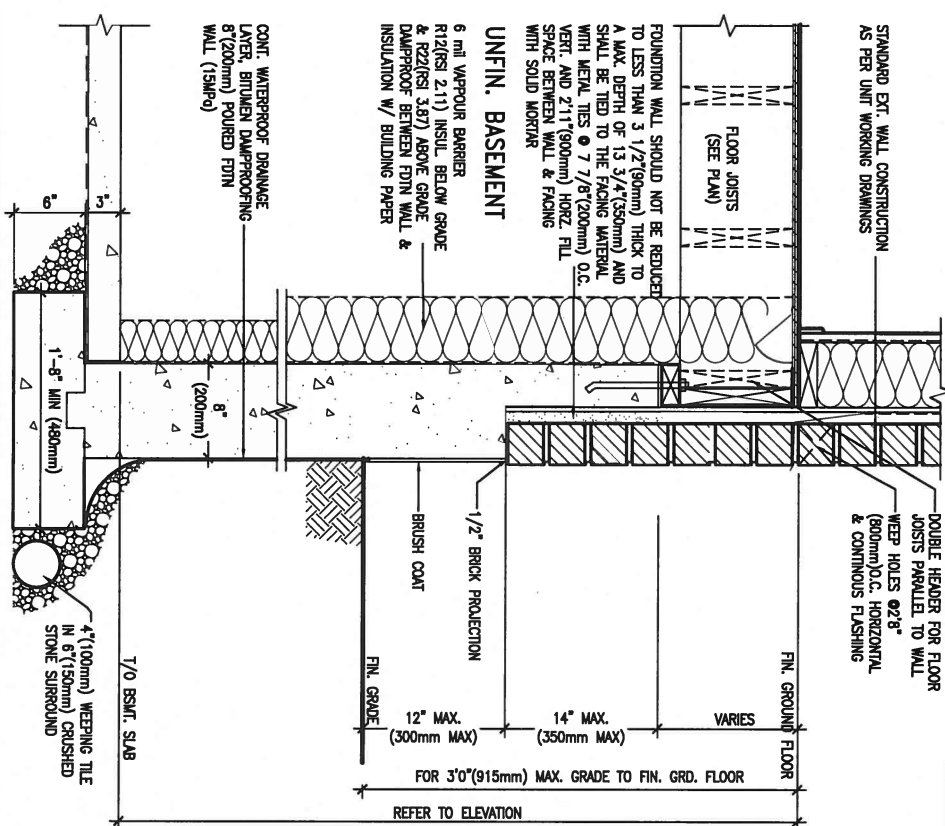 STANDARD EXT. WALL CONSTRUCTION
AS PER UNIT WORKING DRAWINGS
FLOOR JOISTS
(SEE PLAN)
FOUNDTION WALL SHOULD NOT BE REDUCED
TO LESS THAN 3 1/2"(90mm) THICK TO
A MAX. DEPTH OF 13 3/4"(350mm) AND
SHALL BE TIED TO THE FACING MATERIAL
WITH METAL TIES @ 7 7/8"(200mm) O.C.
VERT. AND 2'11"(900mm) HORZ. FILL
SPACE BETWEEN WALL & FACING
WITH SOLID MORTAR
UNFIN. BASEMENT
6 mil VAPPOUR BARRIER
R12(RSI 2.11) INSUL BELOW GRADE
& R22(RSI 3.87) ABOVE GRADE
DAMPPROOF BETWEEN FDTN WALL &
INSULATION W/ BUILDING PAPER
CONT. WATERPROOF DRAINAGE
LAYER, BITUMEN DAMPPROOFING
8"(200mm) POURED FDTN
WALL (15MPa)
3"
6"
8"
(200mm)
1'-8" MIN (480mm)
DOUBLE HEADER FOR FLOOR
JOISTS PARALLEL TO WALL
WEEP HOLES @2'8"
(800mm)O.C. HORIZONTAL
& CONTINOUS FLASHING
1/2" BRICK PROJECTION
BRUSH COAT
4"(100mm) WEEPING TILE
IN 6"(150mm) CRUSHED
STONE SURROUND
FIN. GROUND FLOOR
VARIES
14" MAX.
(350mm MAX)
12" MAX.
(300mm MAX)
FIN. GRADE
T/O BSMT. SLAB
FOR 3'0"(915mm) MAX. GRADE TO FIN. GRD. FLOOR
REFER TO ELEVATION